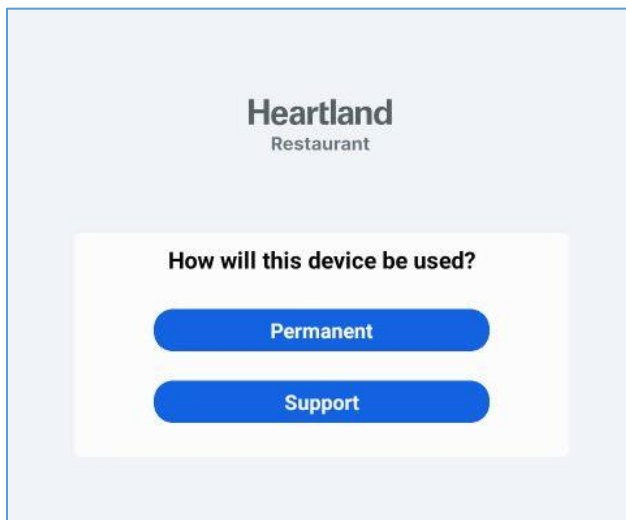 Heartland
Restaurant
How will this device be used?
Permanent
Support